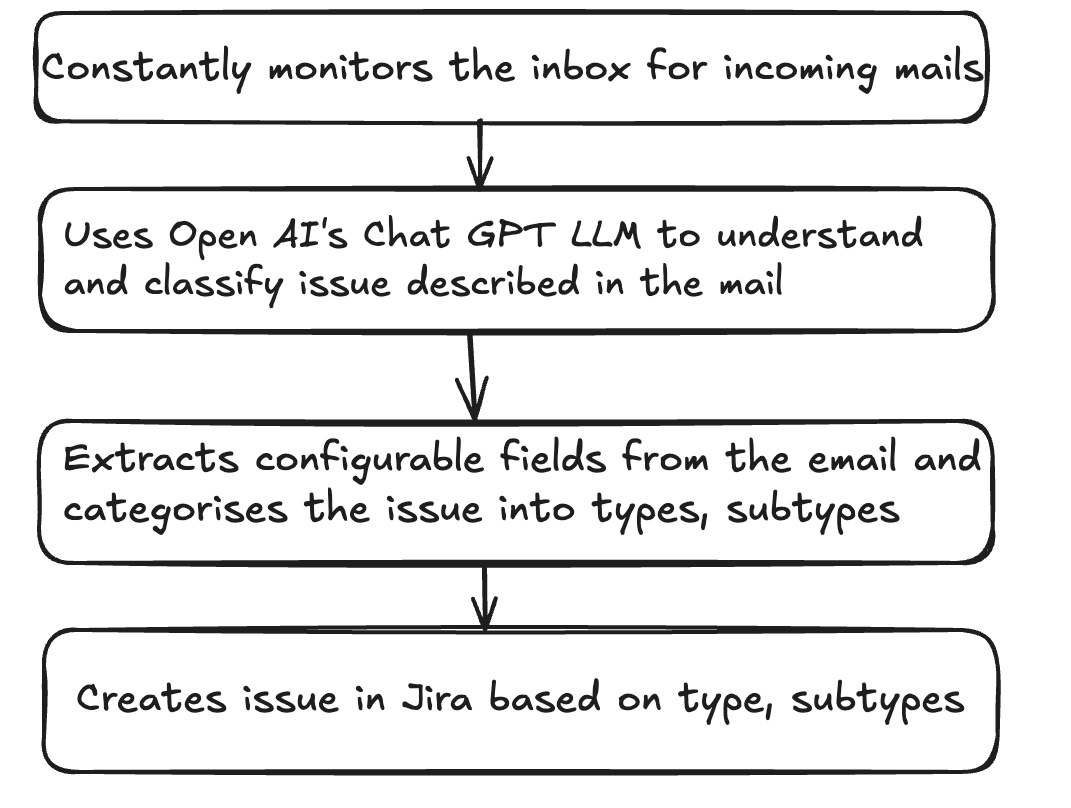 Constantly monitors the inbox for incoming mails
Uses Open AI's Chat GPT LLM to understand
and classify issue described in the mail
Extracts configurable fields from the email and
categorises the issue into types, subtypes
Creates issue in Jira based on type, subtypes